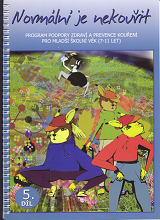 Normální je nekouřit
PROGRAM PODPORY ZDRAVÍ A PREVENCE KOUŘENÍ
PRO MLADŠÍ ŠKOLNÍ VĚK (7-11 LET)
5.
DÍL